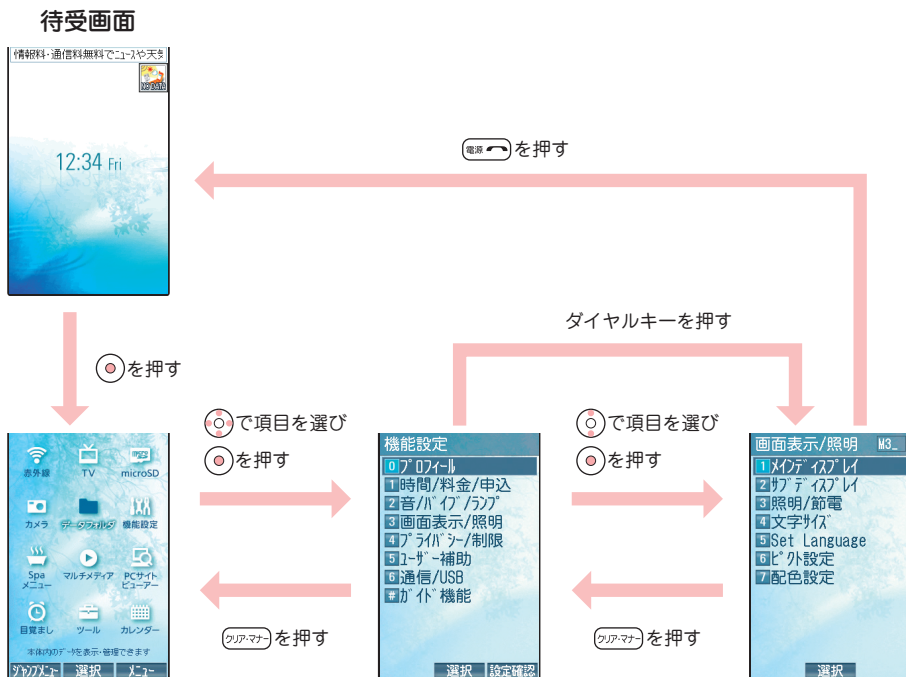 待受画面
情報料・通信料無料でニュースや天気
NO DATA
12:34 Fri
電源
を押す
ダイヤルキーを押す
を押す
で項目を選び
を押す
で項目を選び
を押す
赤外線
TV
microSD
カメラ
データフォルダ
機能設定
Spa
メニュー
マルチメディア
PCサイト
ビューアー
目覚まし
ツール
カレンダー
本体内のデータを表示・管理できます
ジャンプメニュー 選択 メニュー
クリア・マナー
を押す
機能設定
0 プロフィール
1 時間/料金/申込
2 音/バイブ/ランプ
3 画面表示/照明
4 プライバシー/制限
5 ユーザー補助
6 通信/USB
# ガイド機能
選択 設定確認
クリア・マナー
を押す
画面表示/照明 M3_
1 メインディスプレイ
2 サブディスプレイ
3 照明/節電
4 文字サイズ
5 Set Language
6 ピクト設定
7 配色設定
選択